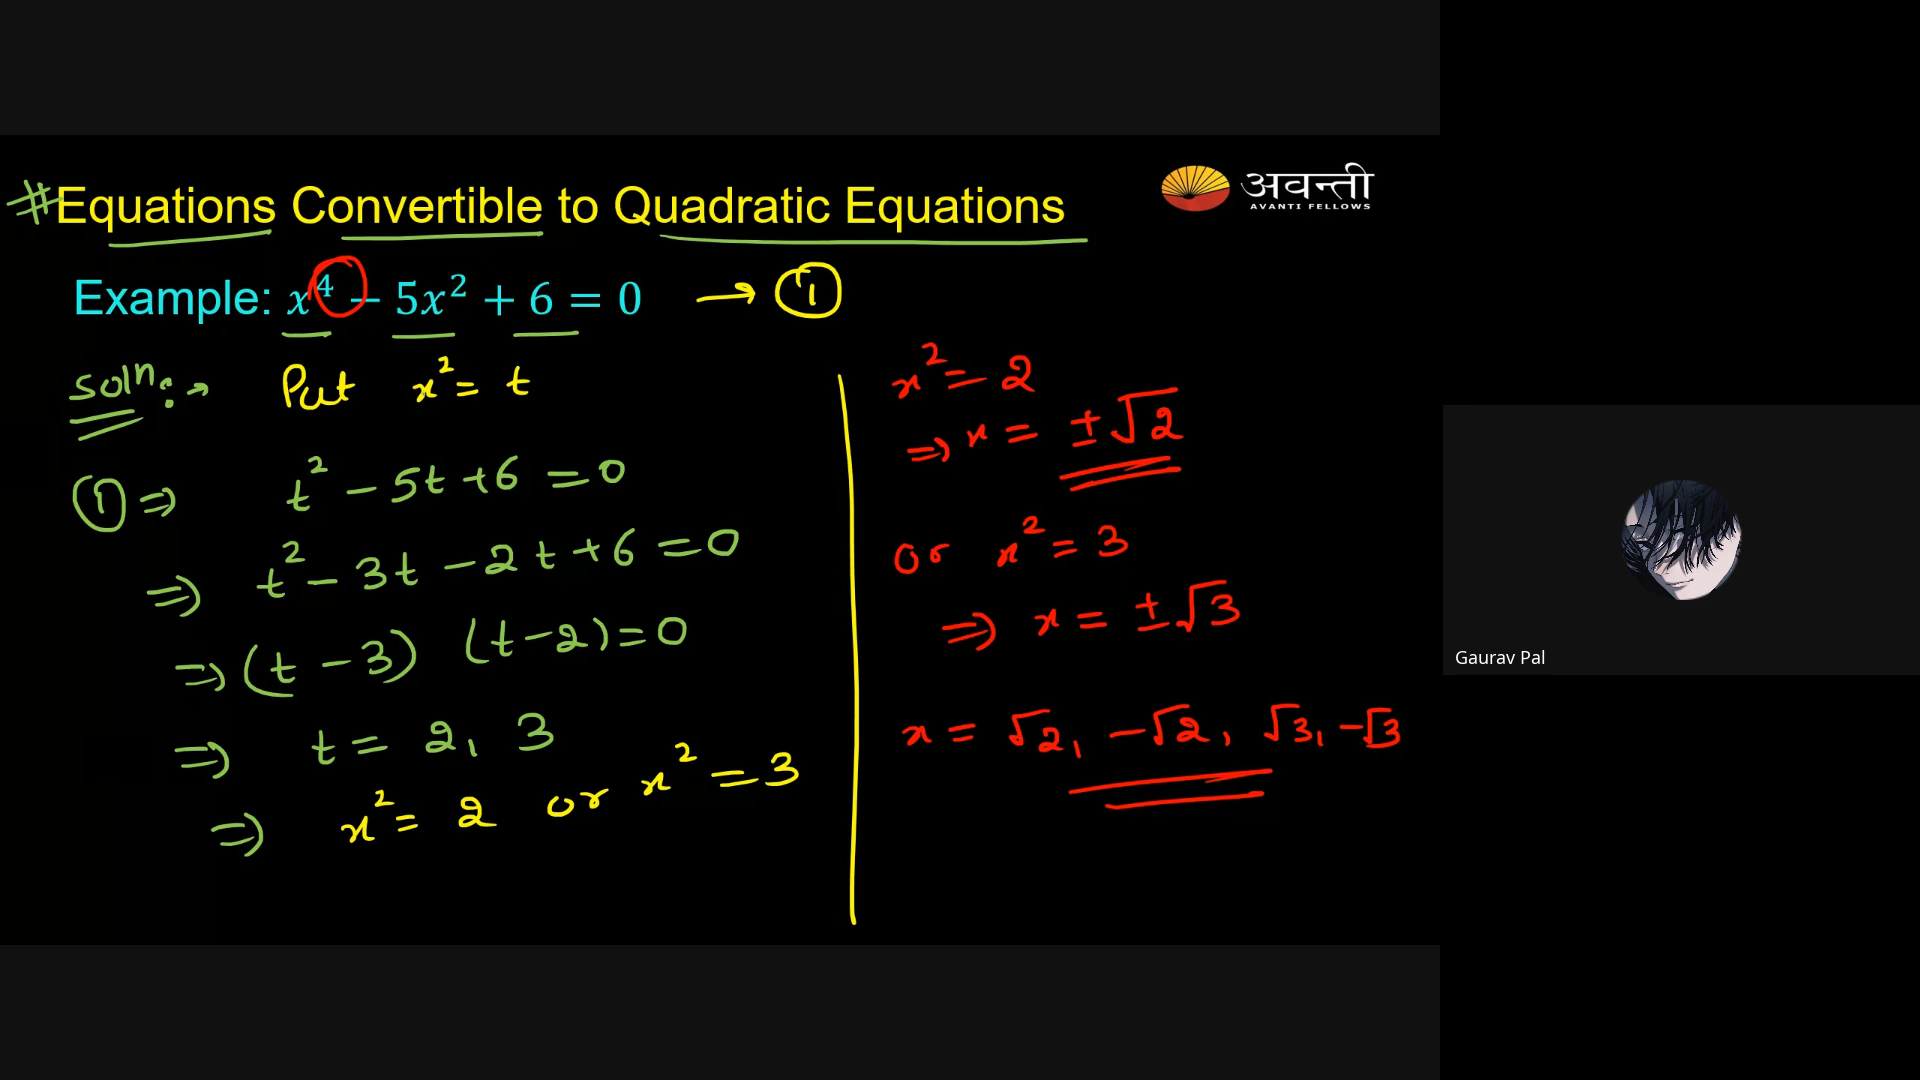 #Equations Convertible to Quadratic Equations
अवन्ती
AVANTI FELLOWS
Example: x⁴ − 5x² + 6 = 0 → ①
Soln:→ Put x² = t
① ⇒ t² − 5t + 6 = 0
⇒ t² − 3t − 2t + 6 = 0
⇒ (t − 3) (t − 2) = 0
⇒ t = 2, 3
⇒ x² = 2 or x² = 3
x² = 2
⇒ x = ±√2
or x² = 3
⇒ x = ±√3
x = √2, −√2, √3, −√3
Gaurav Pal